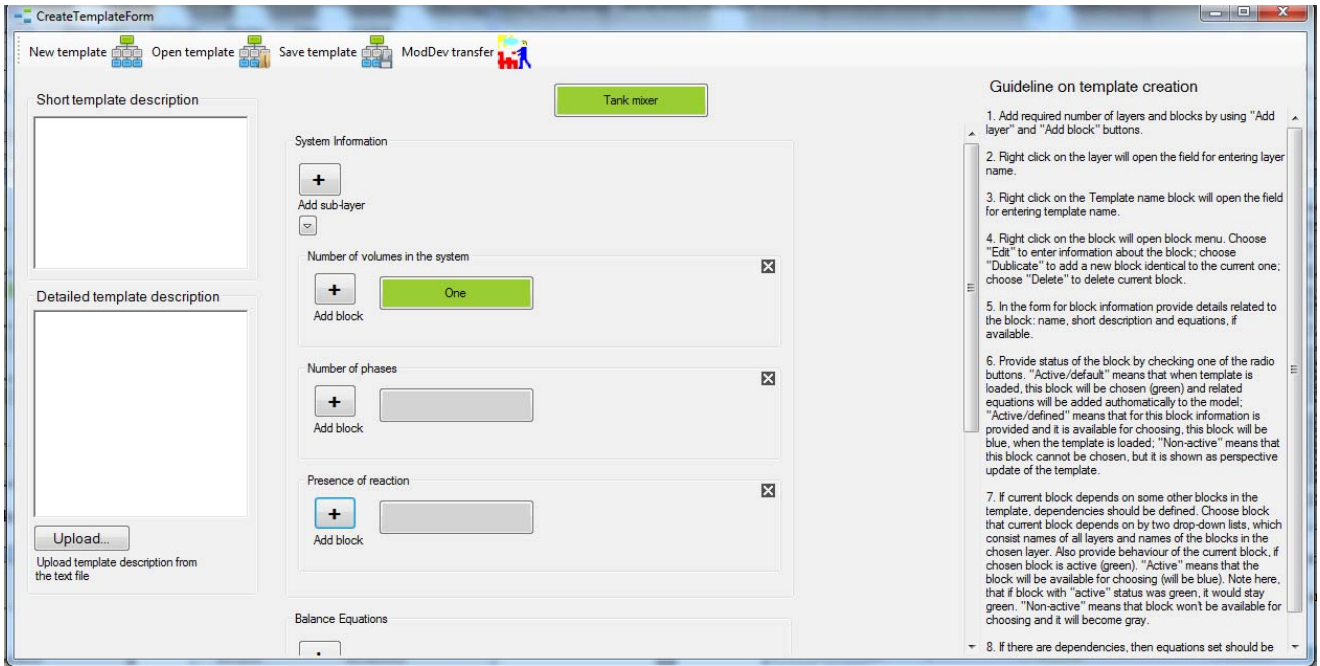 CreateTemplateForm
New template
Open template
Save template
ModDev transfer
Short template description
Detailed template description
Upload...
Upload template description from
the text file
Tank mixer
System Information
+
Add sub-layer
Number of volumes in the system
+
One
Add block
Number of phases
+
Add block
Presence of reaction
+
Add block
Balance Equations
Guideline on template creation
1. Add required number of layers and blocks by using "Add
layer" and "Add block" buttons.
2. Right click on the layer will open the field for entering layer
name.
3. Right click on the Template name block will open the field
for entering template name.
4. Right click on the block will open block menu. Choose
"Edit" to enter information about the block; choose
"Dublicate" to add a new block identical to the current one;
choose "Delete" to delete current block.
5. In the form for block information provide details related to
the block: name, short description and equations, if
available.
6. Provide status of the block by checking one of the radio
buttons. "Active/default" means that when template is
loaded, this block will be chosen (green) and related
equations will be added authomatically to the model;
"Active/defined" means that for this block information is
provided and it is available for choosing, this block will be
blue, when the template is loaded; "Non-active" means that
this block cannot be chosen, but it is shown as perspective
update of the template.
7. If current block depends on some other blocks in the
template, dependencies should be defined. Choose block
that current block depends on by two drop-down lists, which
consist names of all layers and names of the blocks in the
chosen layer. Also provide behaviour of the current block, if
chosen block is active (green). "Active" means that the
block will be available for choosing (will be blue). Note here,
that if block with "active" status was green, it would stay
green. "Non-active" means that block won't be available for
choosing and it will become gray.
8. If there are dependencies, then equations set should be